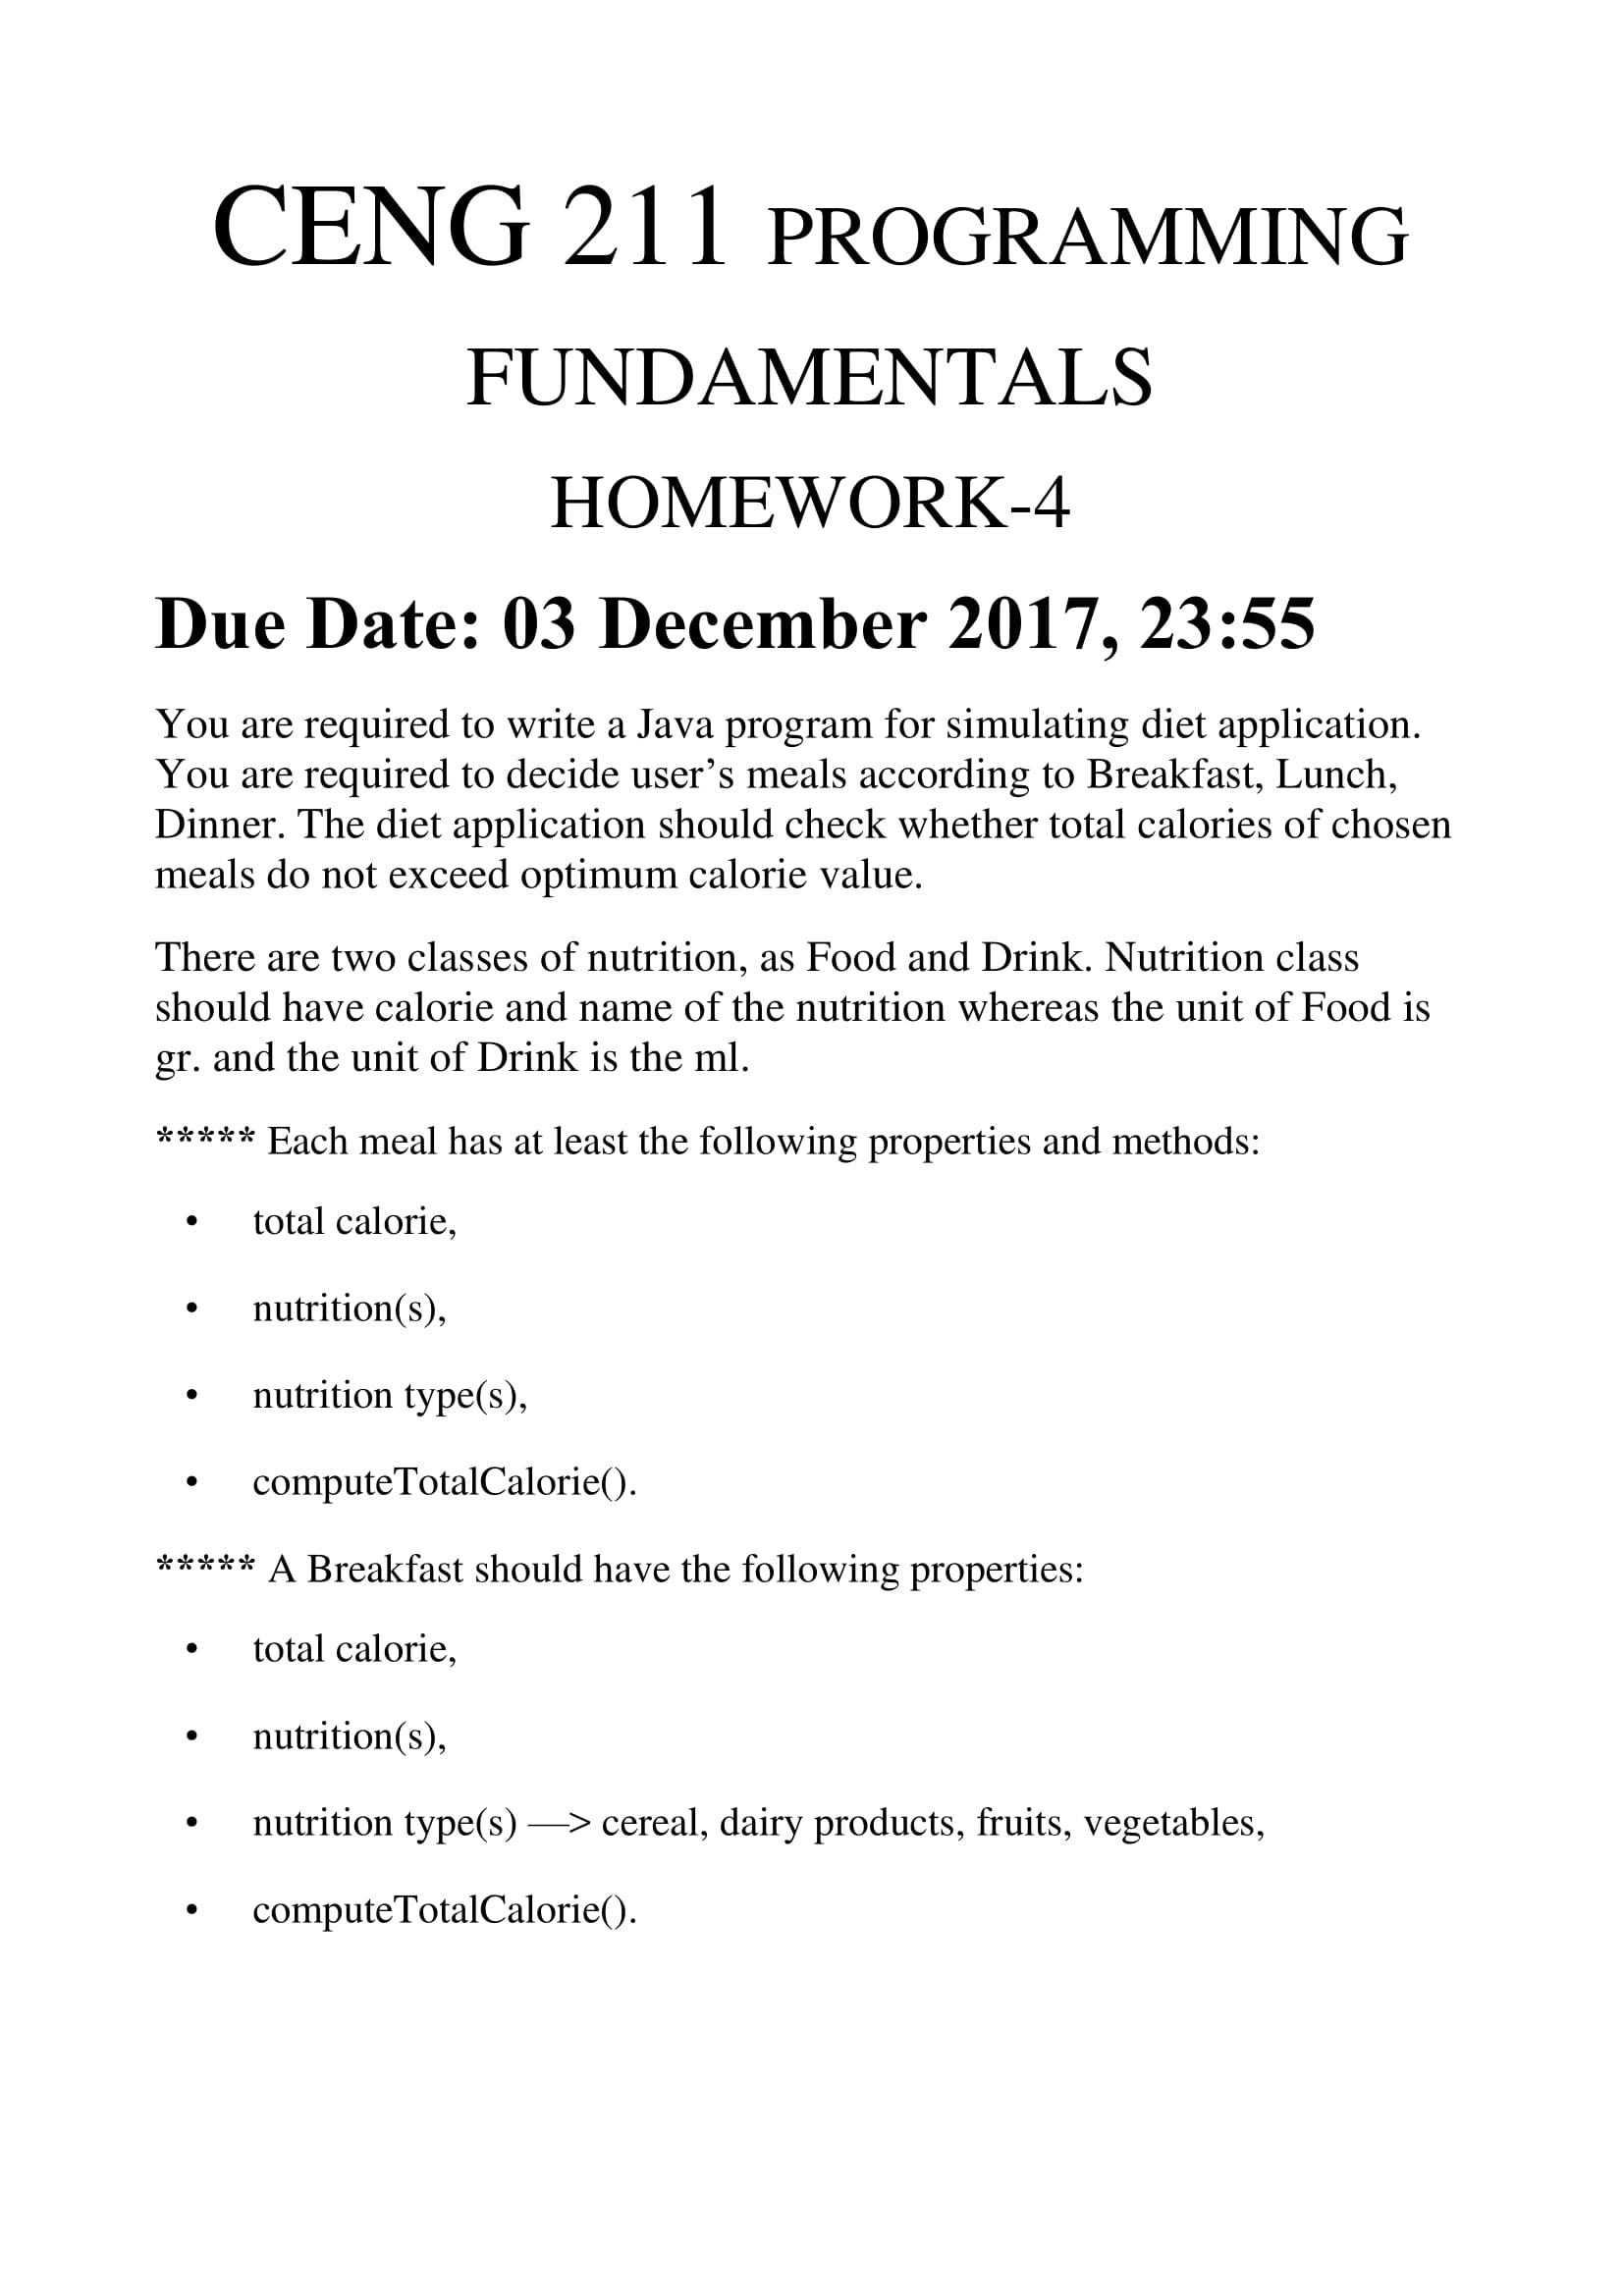 CENG 211 PROGRAMMING
FUNDAMENTALS
HOMEWORK-4
Due Date: 03 December 2017, 23:55
You are required to write a Java program for simulating diet application.
You are required to decide user’s meals according to Breakfast, Lunch,
Dinner. The diet application should check whether total calories of chosen
meals do not exceed optimum calorie value.
There are two classes of nutrition, as Food and Drink. Nutrition class
should have calorie and name of the nutrition whereas the unit of Food is
gr. and the unit of Drink is the ml.
***** Each meal has at least the following properties and methods:
• total calorie,
• nutrition(s),
• nutrition type(s),
• computeTotalCalorie().
***** A Breakfast should have the following properties:
• total calorie,
• nutrition(s),
• nutrition type(s) —> cereal, dairy products, fruits, vegetables,
• computeTotalCalorie().